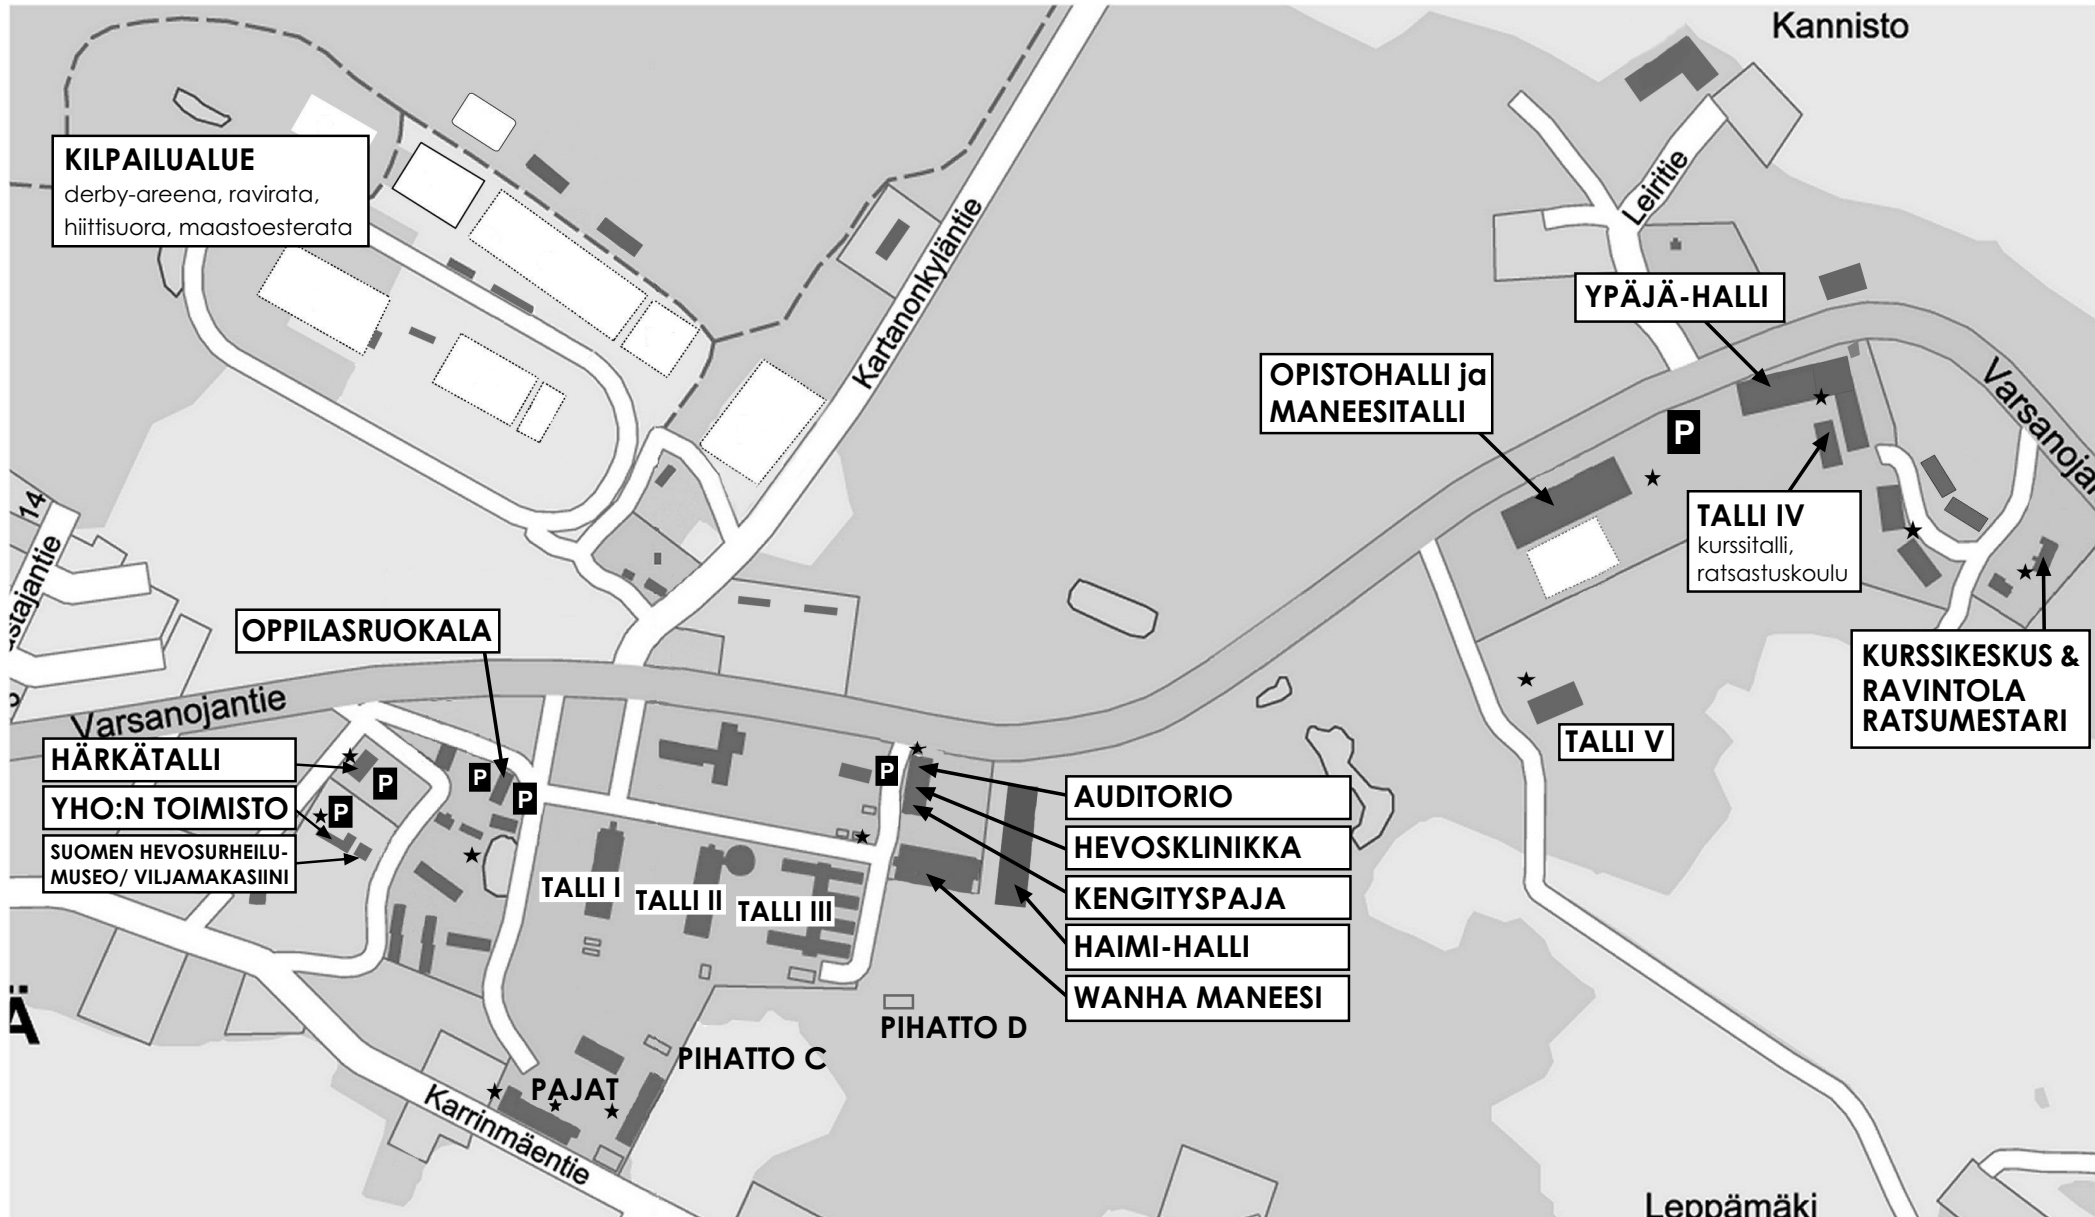 Kannisto
KILPAILUALUE
derby-areena, ravirata,
hiittisuora, maastoesterata
Leiritie
Kartanonkyläntie
YPÄJÄ-HALLI
OPISTOHALLI ja
MANEESITALLI
P
Varsanojan
14
TALLI IV
kurssitalli,
ratsastuskoulu
OPPILASRUOKALA
KURSSIKESKUS &
RAVINTOLA
RATSUMESTARI
Varsanojantie
TALLI V
HÄRKÄTALLI
P
P
P
P
P
YHO:N TOIMISTO
SUOMEN HEVOSURHEILU-
MUSEO/ VILJAMAKASIINI
AUDITORIO
HEVOSKLINIKKA
KENGITYSPAJA
HAIMI-HALLI
WANHA MANEESI
TALLI I
TALLI II
TALLI III
Ä
PIHATTO D
PIHATTO C
PAJAT
Karrinmäentie
Leppämäki